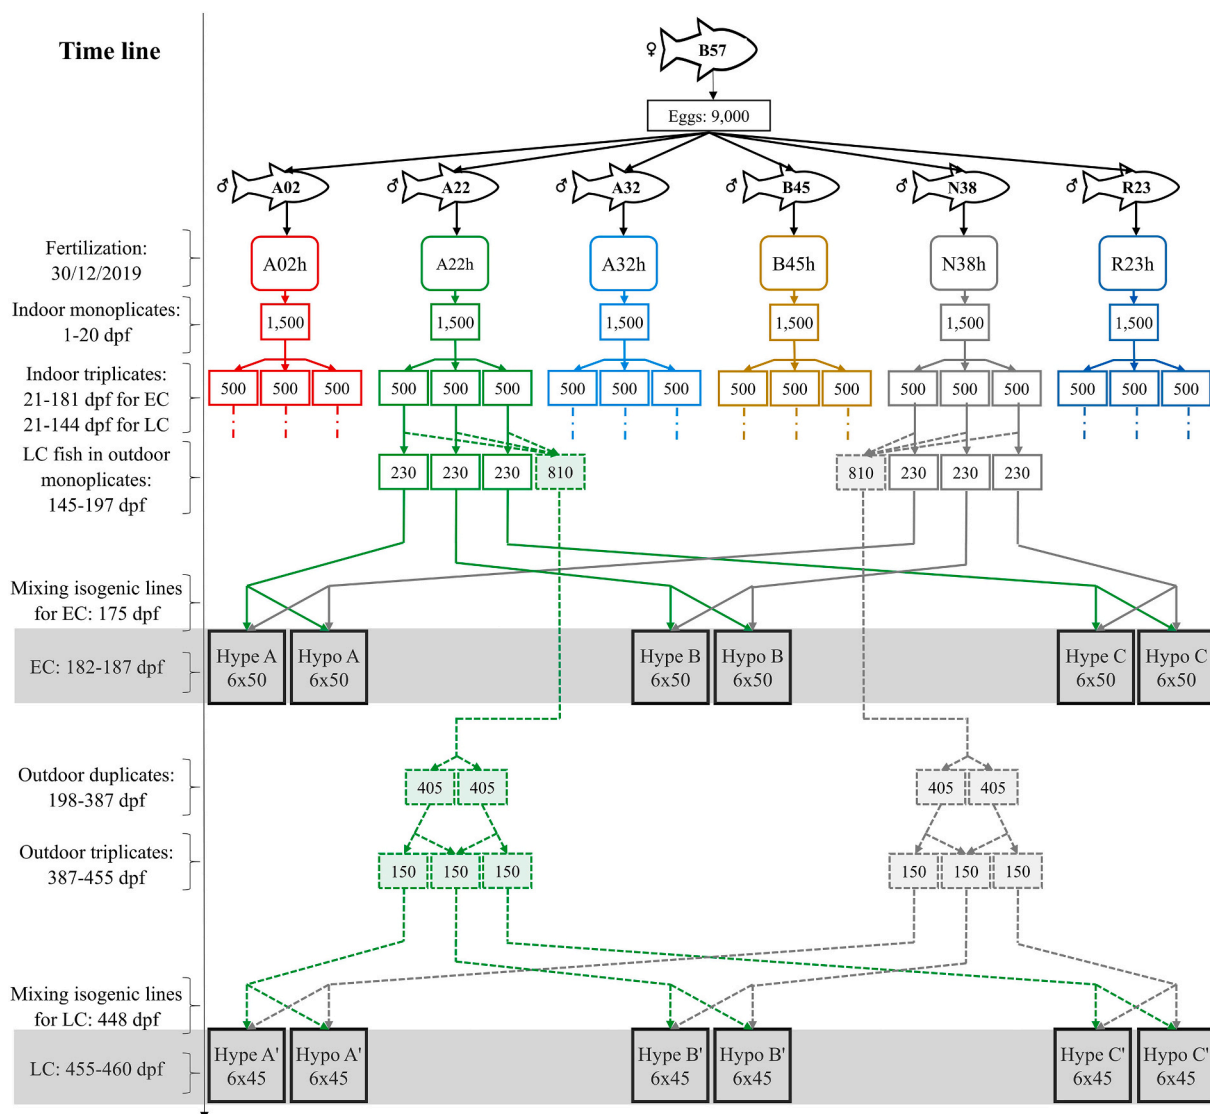 Time line
♀ B57
Eggs: 9,000
♂ A02 ♂ A22 ♂ A32 ♂ B45 ♂ N38 ♂ R23
Fertilization:
30/12/2019
A02h A22h A32h B45h N38h R23h
Indoor monoplicates:
1-20 dpf
1,500 1,500 1,500 1,500 1,500 1,500
Indoor triplicates:
21-181 dpf for EC
21-144 dpf for LC
500 500 500 500 500 500 500 500 500 500 500 500 500 500 500 500 500 500
LC fish in outdoor
monoplicates:
145-197 dpf
230 230 230 810 810 230 230 230
Mixing isogenic lines
for EC: 175 dpf
EC: 182-187 dpf
Hype A Hypo A Hype B Hypo B Hype C Hypo C
6x50 6x50 6x50 6x50 6x50 6x50
Outdoor duplicates:
198-387 dpf
405 405 405 405
Outdoor triplicates:
387-455 dpf
150 150 150 150 150 150
Mixing isogenic lines
for LC: 448 dpf
LC: 455-460 dpf
Hype A' Hypo A' Hype B' Hypo B' Hype C' Hypo C'
6x45 6x45 6x45 6x45 6x45 6x45